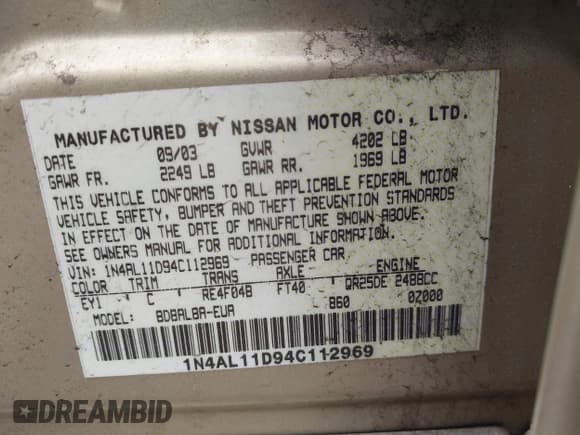 MANUFACTURED BY NISSAN MOTOR CO., LTD.
DATE 09/03 GVWR 4202 LB
GAWR FR. 2249 LB GAWR RR. 1969 LB
THIS VEHICLE CONFORMS TO ALL APPLICABLE FEDERAL MOTOR
VEHICLE SAFETY, BUMPER AND THEFT PREVENTION STANDARDS
IN EFFECT ON THE DATE OF MANUFACTURE SHOWN ABOVE.
SEE OWNERS MANUAL FOR ADDITIONAL INFORMATION.
VIN: 1N4AL11D94C112969 PASSENGER CAR
COLOR TRIM TRANS AXLE ENGINE
EY1 C RE4F04B FT40 QR25DE 2488CC
MODEL: BDBALBA-EUA 860 0Z000
1N4AL11D94C112969
DREAMBID